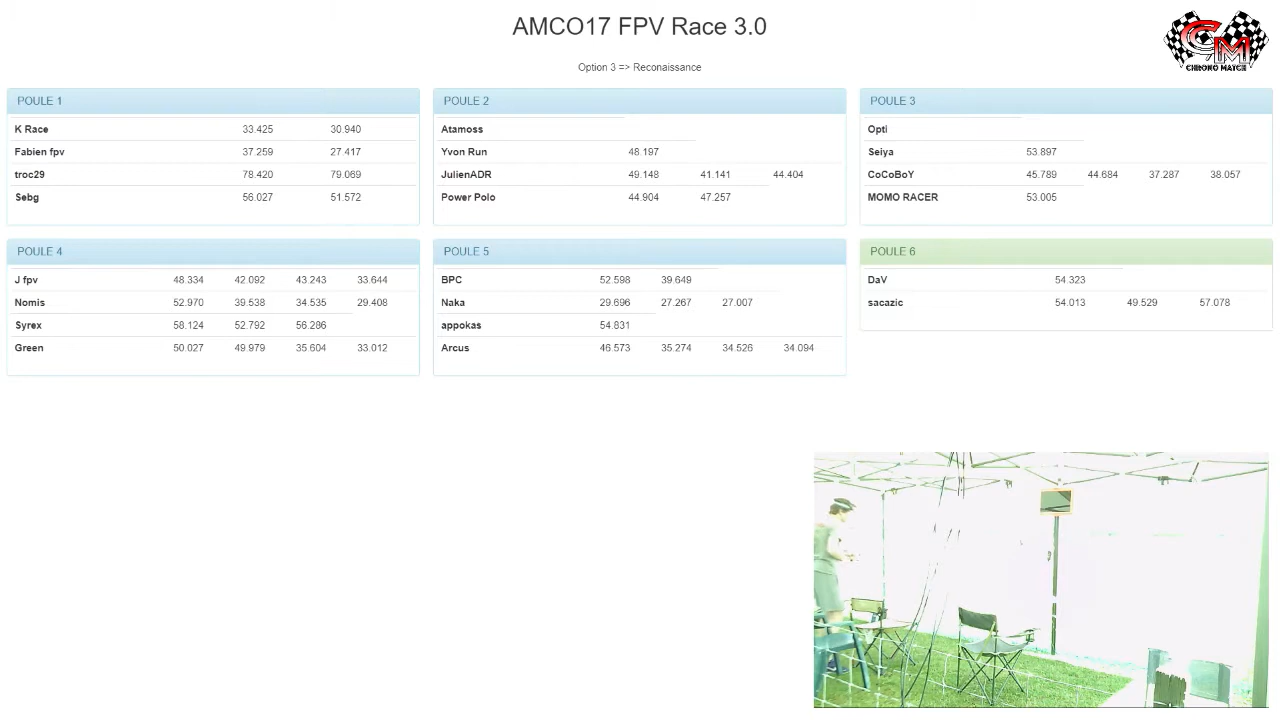 AMCO17 FPV Race 3.0
CM
CHRONO MATCH
Option 3 => Reconaissance
POULE 1
K Race 33.425 30.940
Fabien fpv 37.259 27.417
troc29 78.420 79.069
Sebg 56.027 51.572
POULE 2
Atamoss
Yvon Run 48.197
JulienADR 49.148 41.141 44.404
Power Polo 44.904 47.257
POULE 3
Opti
Seiya 53.897
CoCoBoY 45.789 44.684 37.287 38.057
MOMO RACER 53.005
POULE 4
J fpv 48.334 42.092 43.243 33.644
Nomis 52.970 39.538 34.535 29.408
Syrex 58.124 52.792 56.286
Green 50.027 49.979 35.604 33.012
POULE 5
BPC 52.598 39.649
Naka 29.696 27.267 27.007
appokas 54.831
Arcus 46.573 35.274 34.526 34.094
POULE 6
DaV 54.323
sacazic 54.013 49.529 57.078